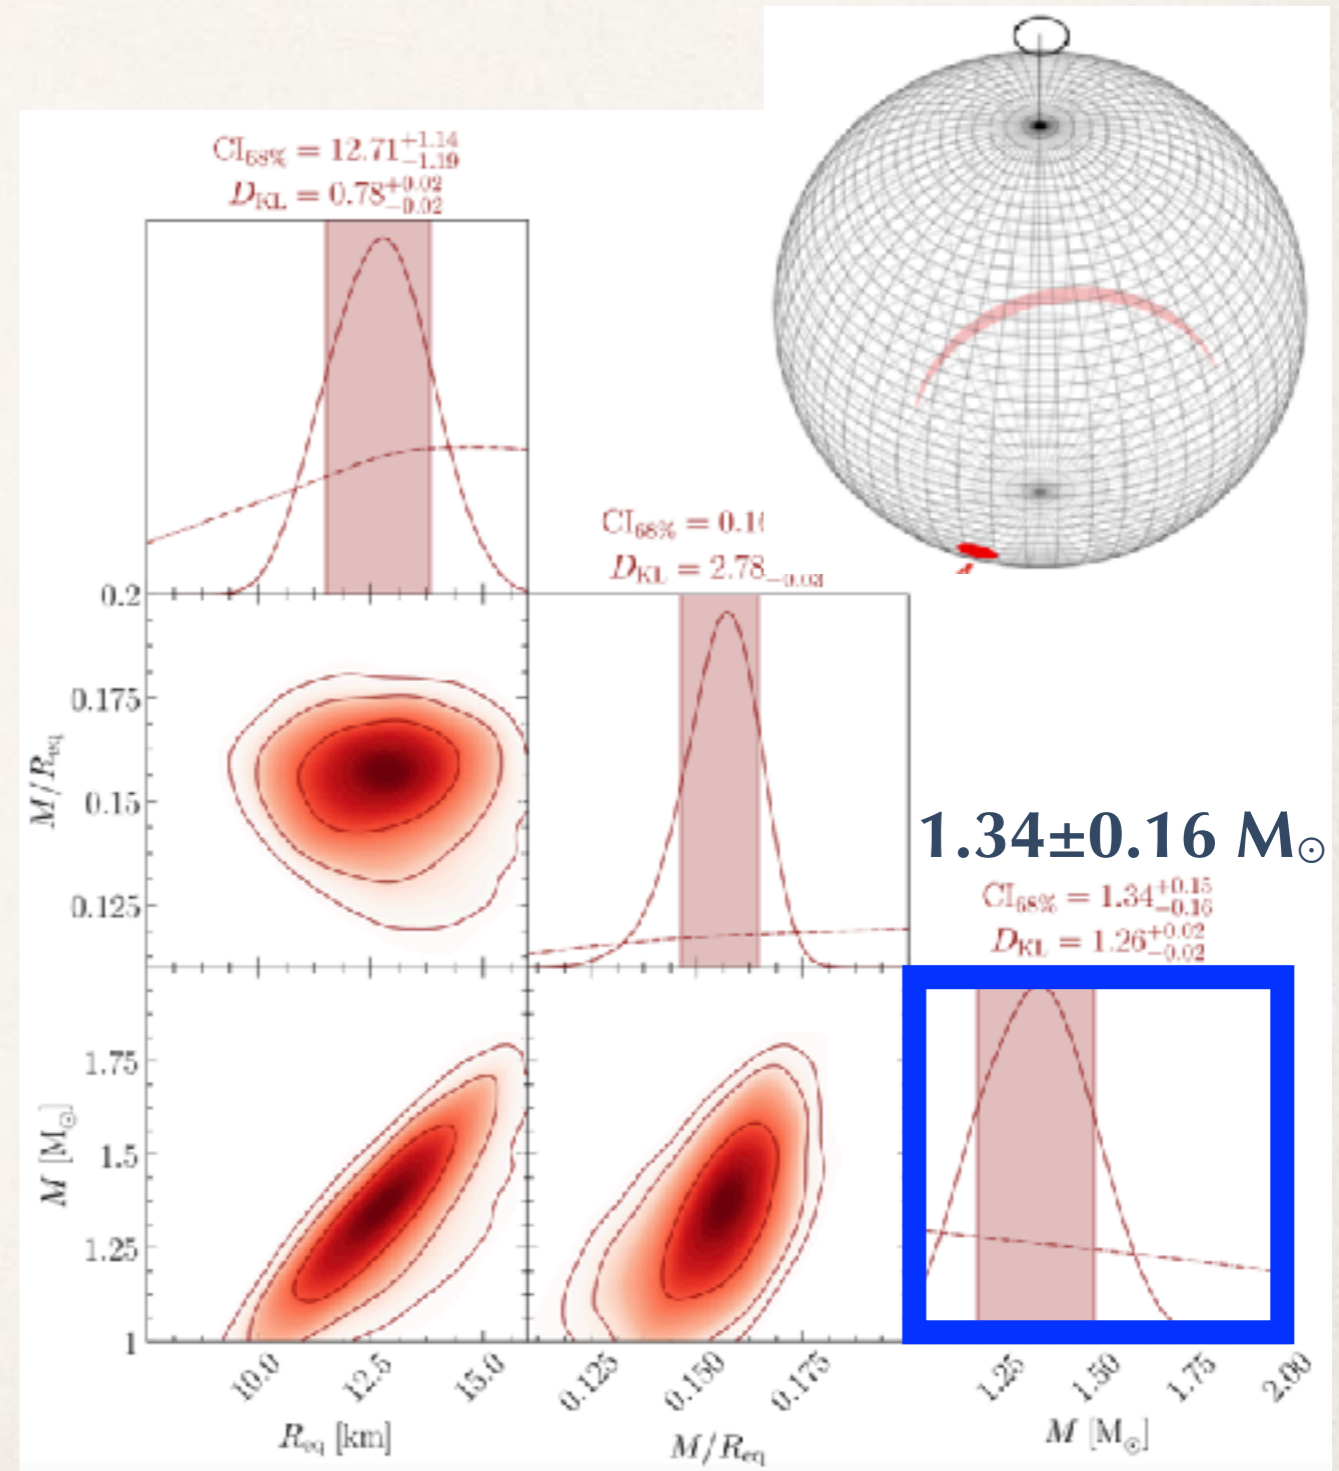 CI68% = 12.71+1.14 −1.19
DKL = 0.78+0.02 −0.02
CI68% = 0.16
DKL = 2.78 −0.03
1.34±0.16 M⊙
CI68% = 1.34+0.15 −0.16
DKL = 1.26+0.02 −0.02
0.2
0.175
0.15
0.125
M/Req
1.75
1.5
1.25
1
M [M⊙]
10.0 12.5 15.0
0.125 0.150 0.175
1.25 1.50 1.75 2.00
Req [km]
M/Req
M [M⊙]